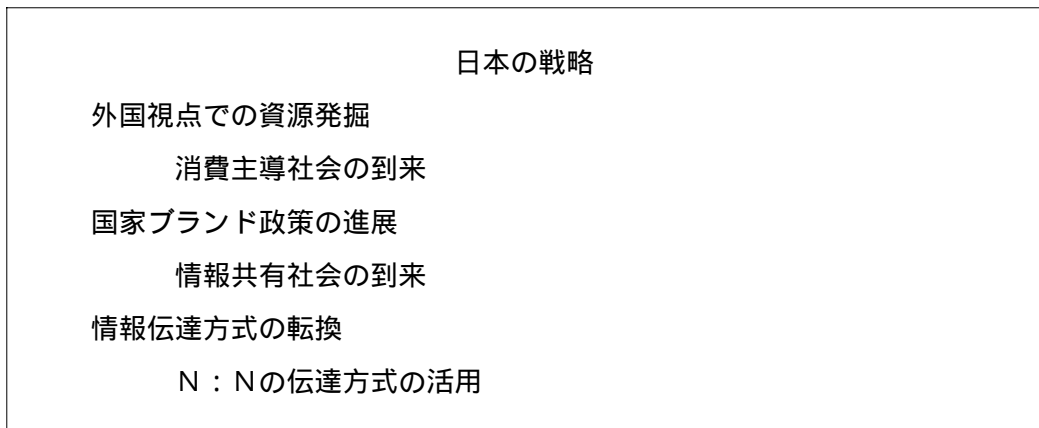 日本の戦略
外国視点での資源発掘
消費主導社会の到来
国家ブランド政策の進展
情報共有社会の到来
情報伝達方式の転換
Ｎ：Ｎの伝達方式の活用